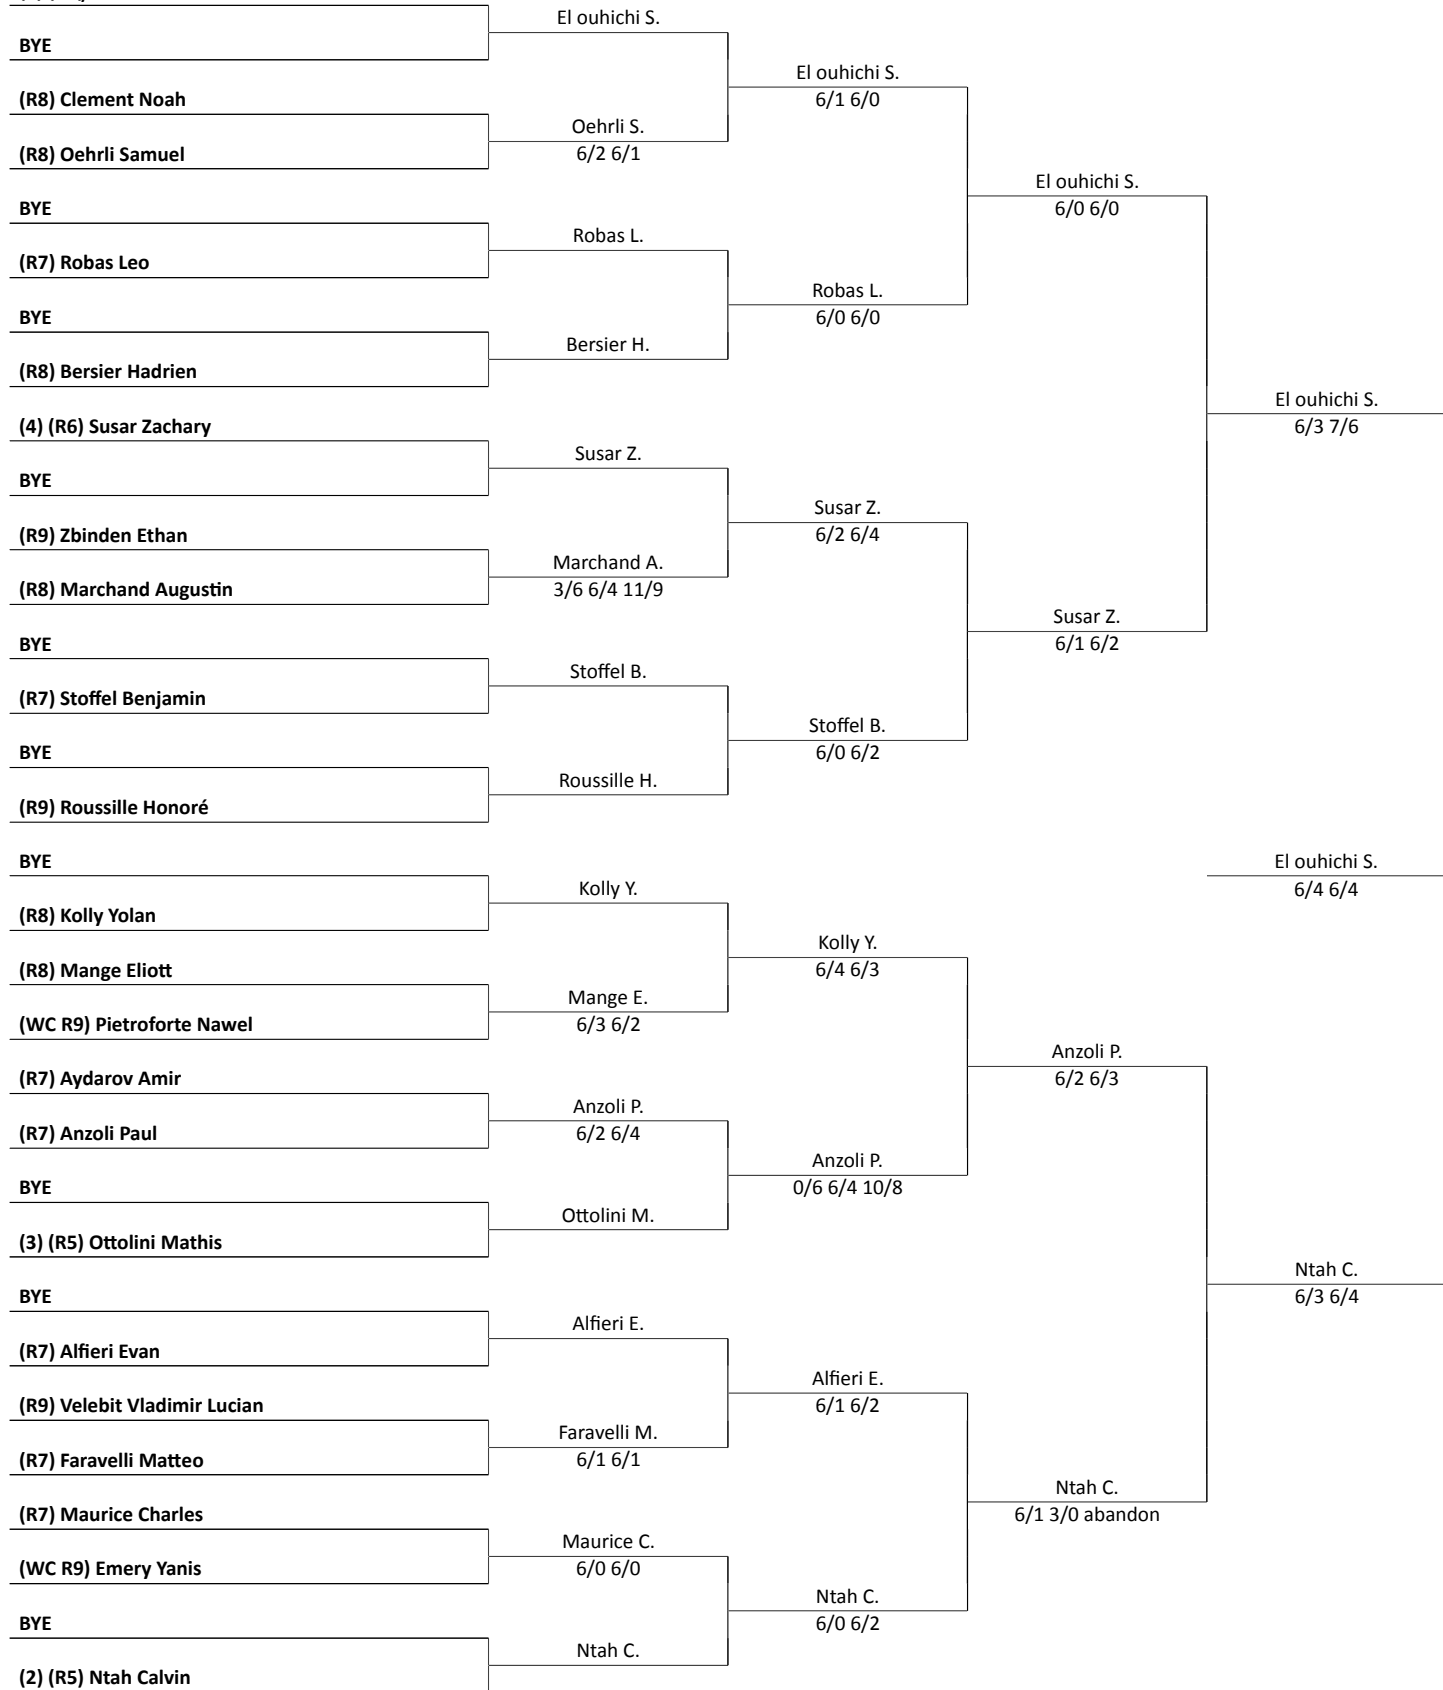 El ouhichi S.
BYE
El ouhichi S.
(R8) Clement Noah
6/1 6/0
Oehrli S.
(R8) Oehrli Samuel
6/2 6/1
El ouhichi S.
BYE
6/0 6/0
Robas L.
(R7) Robas Leo
Robas L.
BYE
6/0 6/0
Bersier H.
(R8) Bersier Hadrien
El ouhichi S.
(4) (R6) Susar Zachary
6/3 7/6
Susar Z.
BYE
Susar Z.
(R9) Zbinden Ethan
6/2 6/4
Marchand A.
(R8) Marchand Augustin
3/6 6/4 11/9
Susar Z.
BYE
6/1 6/2
Stoffel B.
(R7) Stoffel Benjamin
Stoffel B.
BYE
6/0 6/2
Roussille H.
(R9) Roussille Honoré
BYE
El ouhichi S.
6/4 6/4
Kolly Y.
(R8) Kolly Yolan
Kolly Y.
(R8) Mange Eliott
6/4 6/3
Mange E.
(WC R9) Pietroforte Nawel
6/3 6/2
Anzoli P.
(R7) Aydarov Amir
6/2 6/3
Anzoli P.
(R7) Anzoli Paul
6/2 6/4
Anzoli P.
BYE
0/6 6/4 10/8
Ottolini M.
(3) (R5) Ottolini Mathis
Ntah C.
BYE
6/3 6/4
Alfieri E.
(R7) Alfieri Evan
Alfieri E.
(R9) Velebit Vladimir Lucian
6/1 6/2
Faravelli M.
(R7) Faravelli Matteo
6/1 6/1
Ntah C.
(R7) Maurice Charles
6/1 3/0 abandon
Maurice C.
(WC R9) Emery Yanis
6/0 6/0
Ntah C.
BYE
6/0 6/2
Ntah C.
(2) (R5) Ntah Calvin